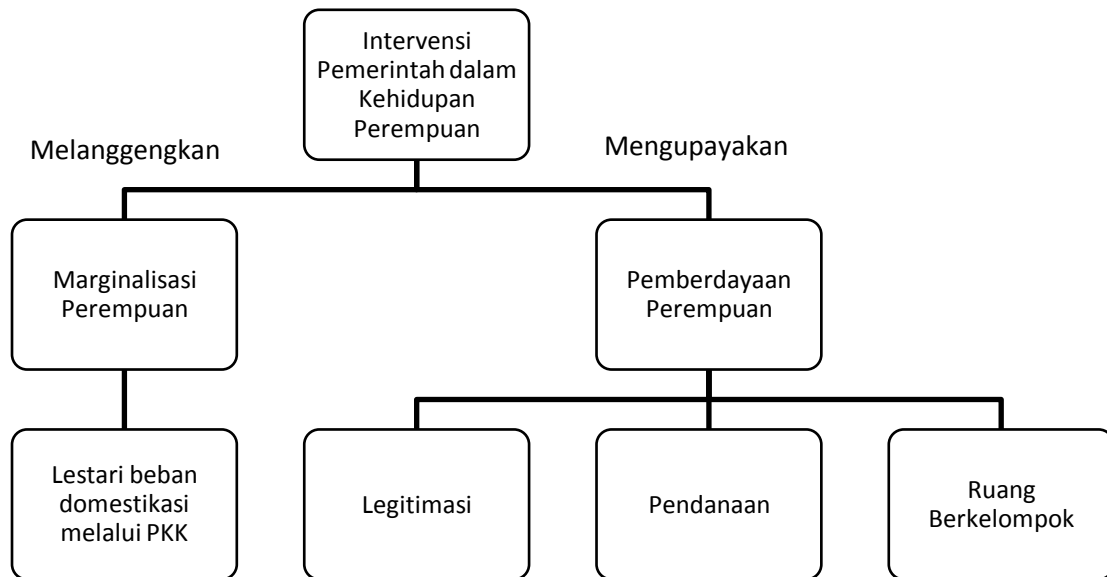 Intervensi
Pemerintah dalam
Kehidupan
Perempuan
Melanggengkan
Mengupayakan
Marginalisasi
Perempuan
Pemberdayaan
Perempuan
Lestari beban
domestikasi
melalui PKK
Legitimasi
Pendanaan
Ruang
Berkelompok